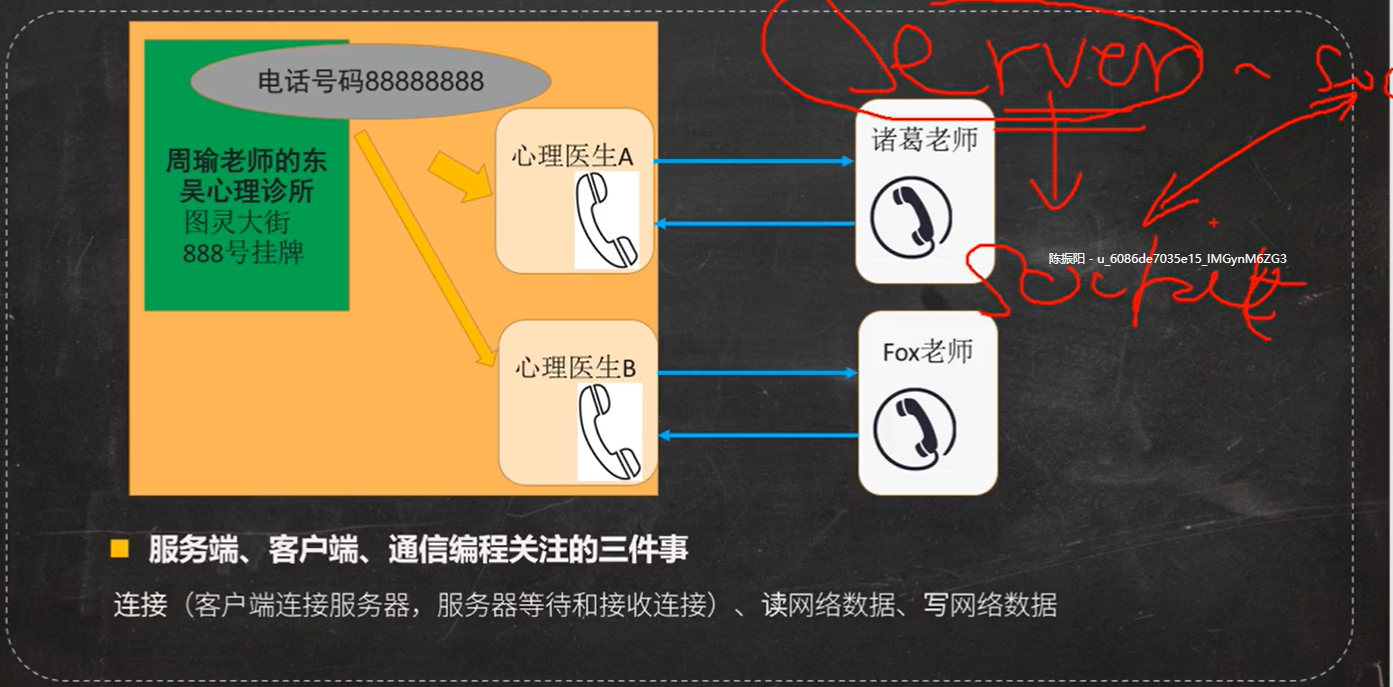 电话号码88888888
周瑜老师的东
吴心理诊所
图灵大街
888号挂牌
心理医生A
诸葛老师
Server ~ Soc
陈振阳 - u_6086de7035e15_IMGynM6ZG3
Socket
心理医生B
Fox老师
服务端、客户端、通信编程关注的三件事
连接（客户端连接服务器，服务器等待和接收连接）、读网络数据、写网络数据